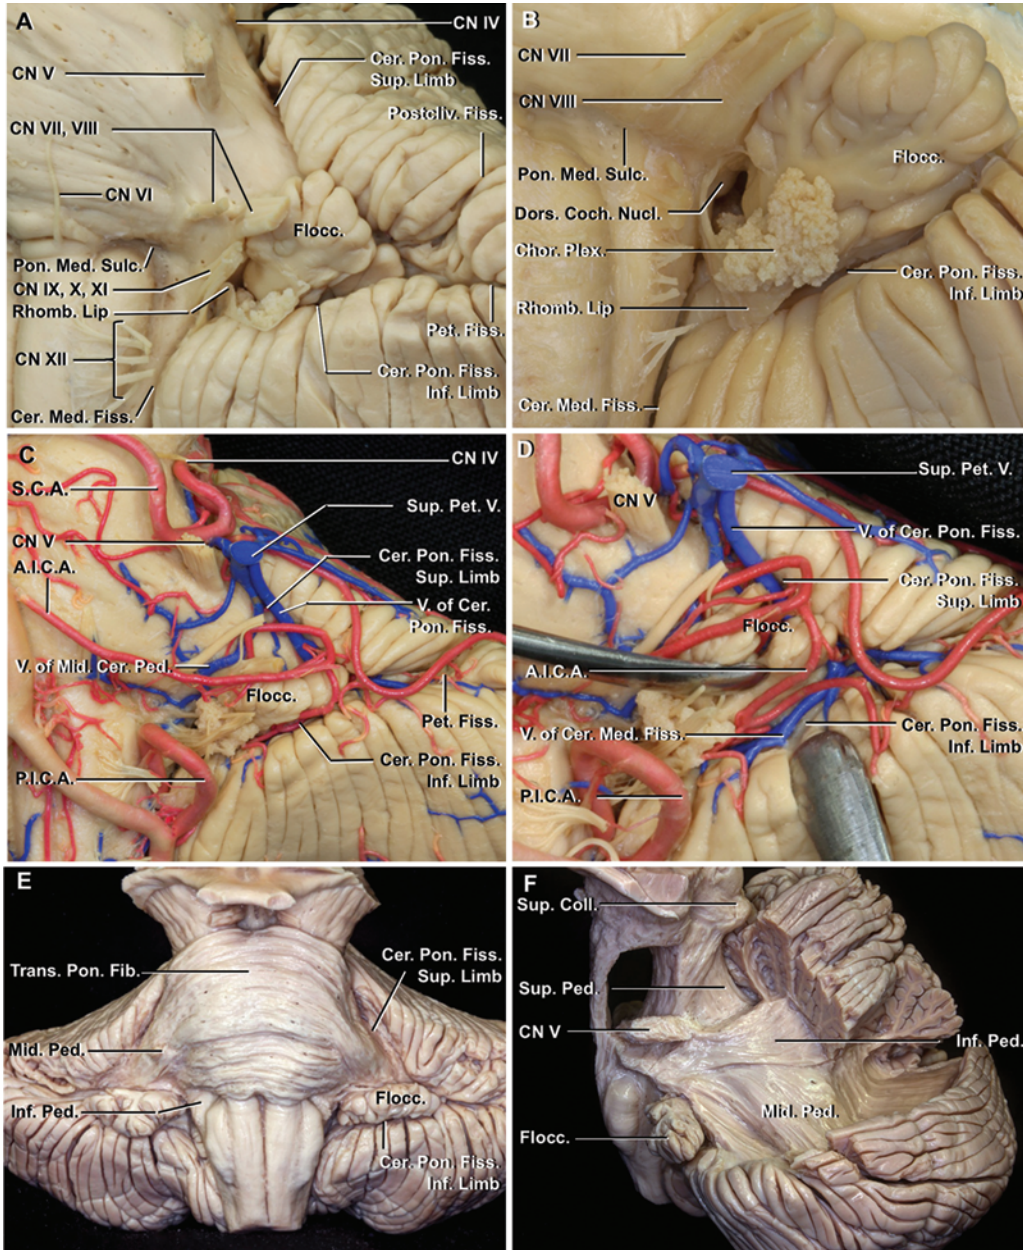 A
CN IV
Cer. Pon. Fiss.
Sup. Limb
CN V
Postcliv. Fiss.
CN VII, VIII
CN VI
Flocc.
Pon. Med. Sulc.
CN IX, X, XI
Rhomb. Lip
Pet. Fiss.
CN XII
Cer. Pon. Fiss.
Inf. Limb
Cer. Med. Fiss.
B
CN VII
CN VIII
Flocc.
Pon. Med. Sulc.
Dors. Coch. Nucl.
Chor. Plex.
Cer. Pon. Fiss.
Inf. Limb
Rhomb. Lip
Cer. Med. Fiss.
C
CN IV
S.C.A.
Sup. Pet. V.
CN V
Cer. Pon. Fiss.
Sup. Limb
A.I.C.A.
V. of Cer.
Pon. Fiss.
V. of Mid. Cer. Ped.
Flocc.
Pet. Fiss.
Cer. Pon. Fiss.
Inf. Limb
P.I.C.A.
D
Sup. Pet. V.
CN V
V. of Cer. Pon. Fiss.
Cer. Pon. Fiss.
Sup. Limb
Flocc.
A.I.C.A.
V. of Cer. Med. Fiss.
Cer. Pon. Fiss.
Inf. Limb
P.I.C.A.
E
Cer. Pon. Fiss.
Sup. Limb
Trans. Pon. Fib.
Mid. Ped.
Inf. Ped.
Flocc.
Cer. Pon. Fiss.
Inf. Limb
F
Sup. Coll.
Sup. Ped.
CN V
Inf. Ped.
Mid. Ped.
Flocc.